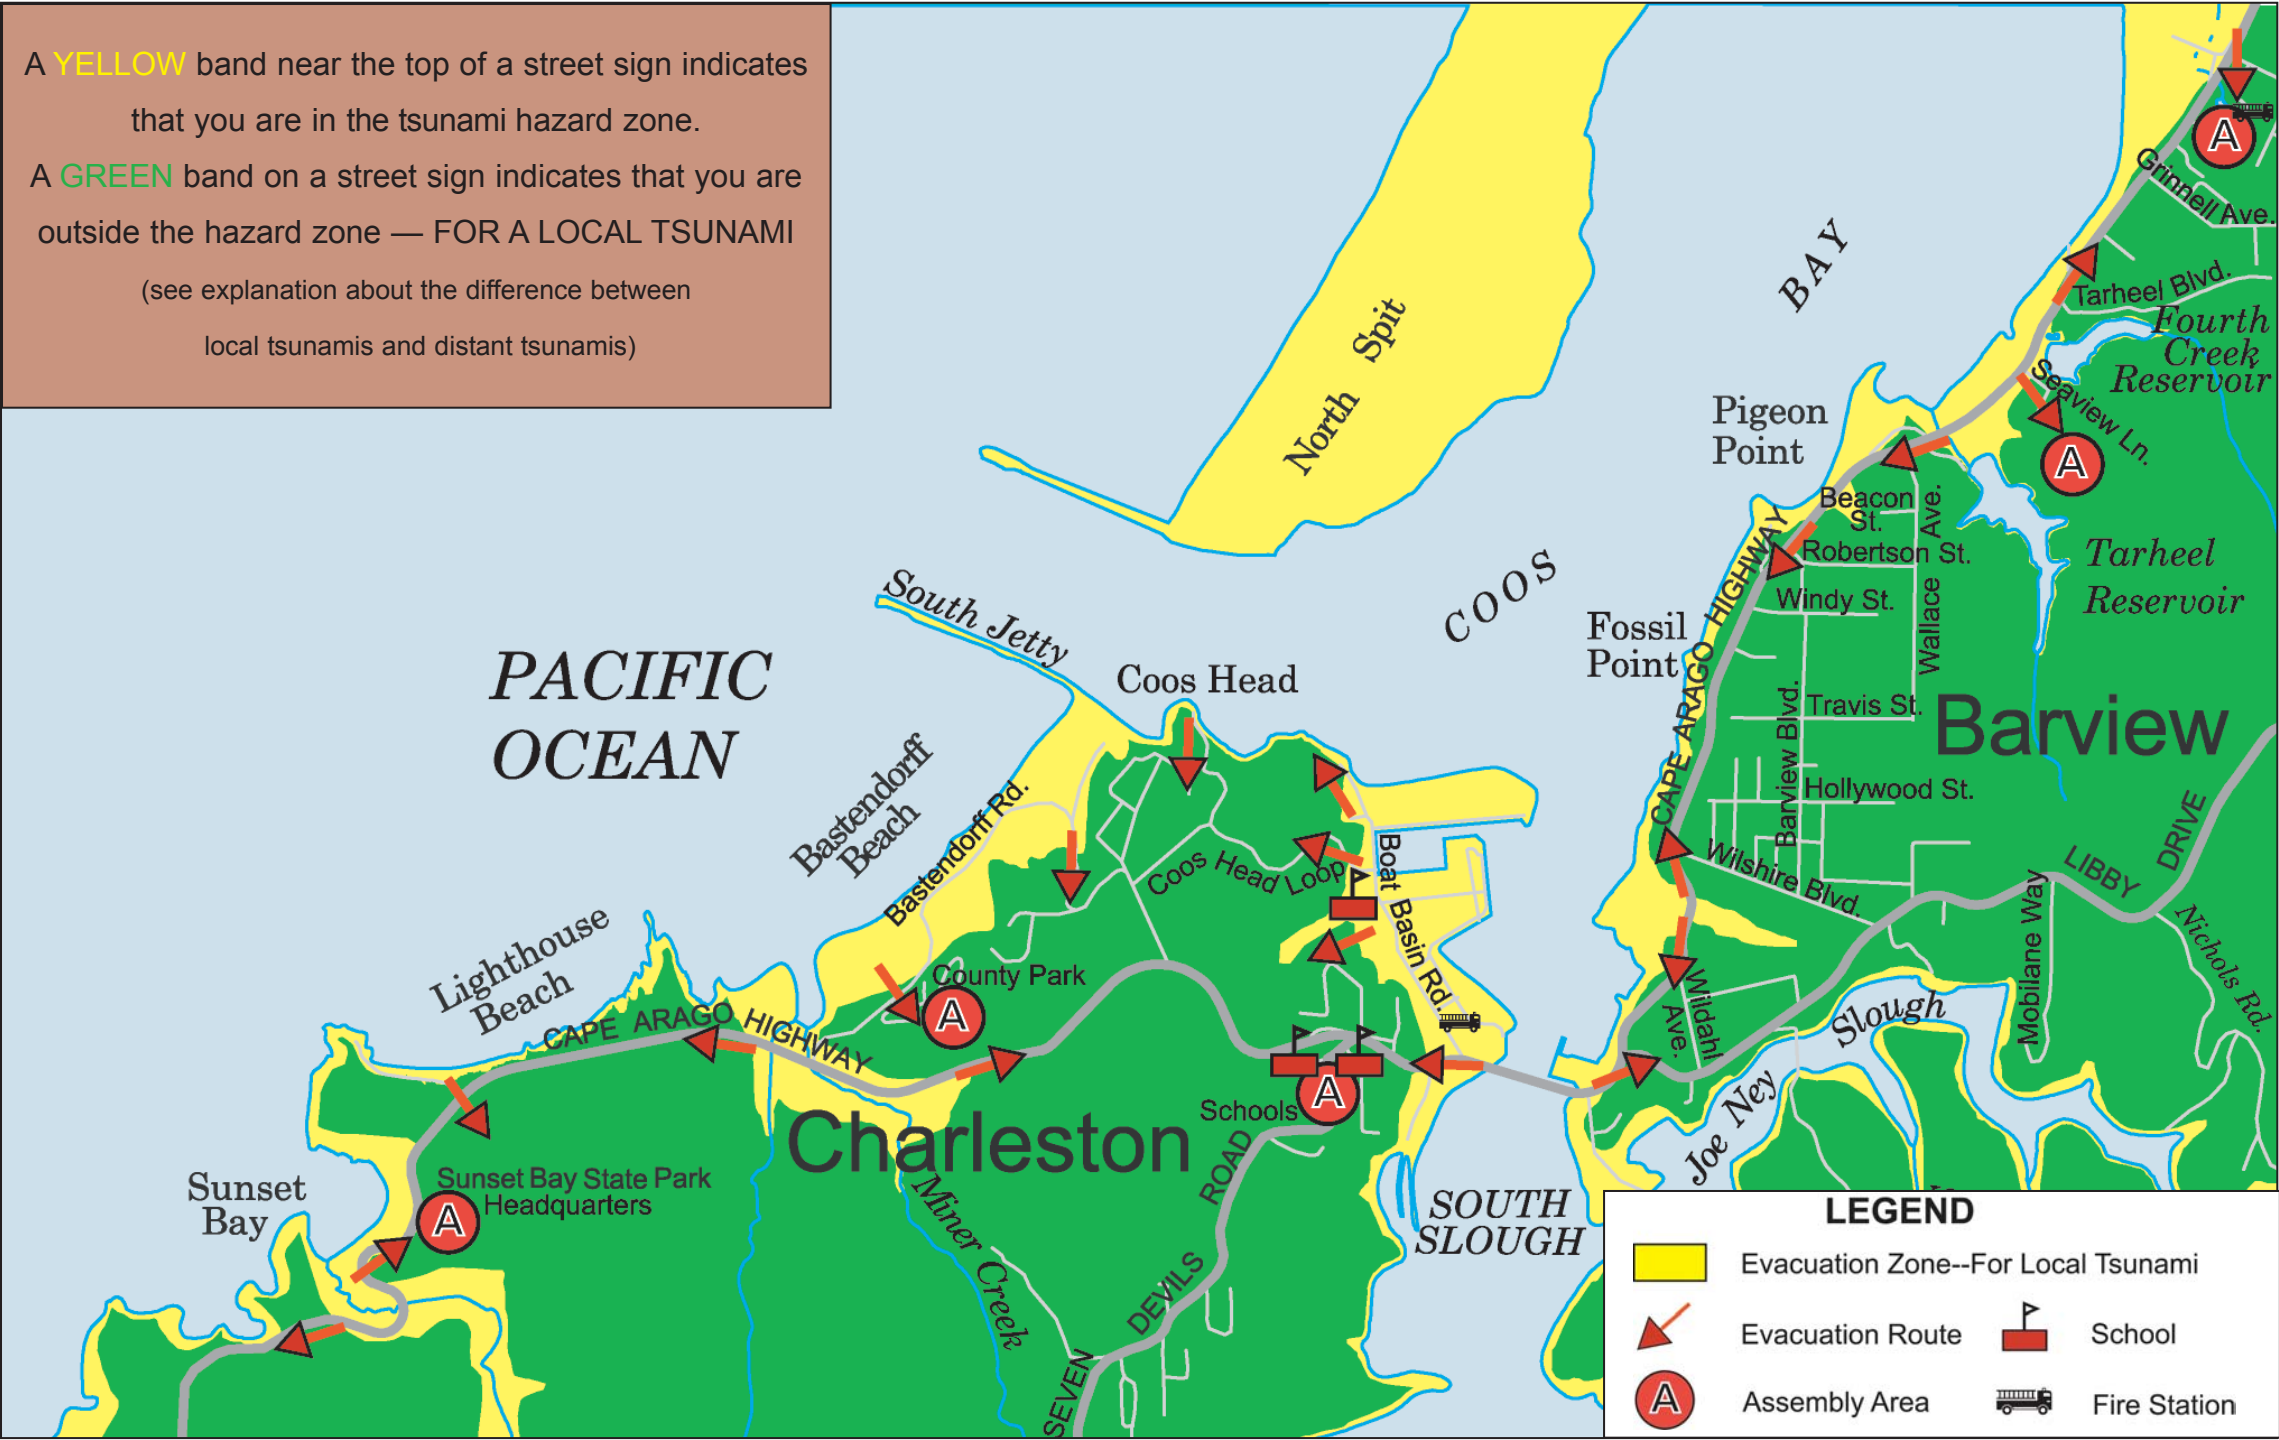 A YELLOW band near the top of a street sign indicates
that you are in the tsunami hazard zone.
A GREEN band on a street sign indicates that you are
outside the hazard zone — FOR A LOCAL TSUNAMI
(see explanation about the difference between
local tsunamis and distant tsunamis)
A
Grinnell Ave.
BAY
Tarheel Blvd.
Fourth
Creek
Reservoir
North Spit
Seaview Ln.
A
Pigeon
Point
Beacon
St.
Wallace Ave.
Robertson St.
Tarheel
Reservoir
Windy St.
COOS
Fossil
Point
CAPE ARAGO HIGHWAY
South Jetty
Coos Head
PACIFIC
OCEAN
Travis St.
Barview
Barview Blvd.
Hollywood St.
Bastendorff
Beach
Bastendorff Rd.
Coos Head Loop
Boat Basin Rd.
Wilshire Blvd.
LIBBY DRIVE
Mobilane Way
Nichols Rd.
Lighthouse
Beach
County Park
A
CAPE ARAGO HIGHWAY
Wildahl
Ave.
Joe Ney Slough
Schools
A
Charleston
Sunset
Bay
Sunset Bay State Park
Headquarters
A
Miner Creek
SEVEN DEVILS ROAD
SOUTH
SLOUGH
LEGEND
Evacuation Zone--For Local Tsunami
Evacuation Route
School
A
Assembly Area
Fire Station